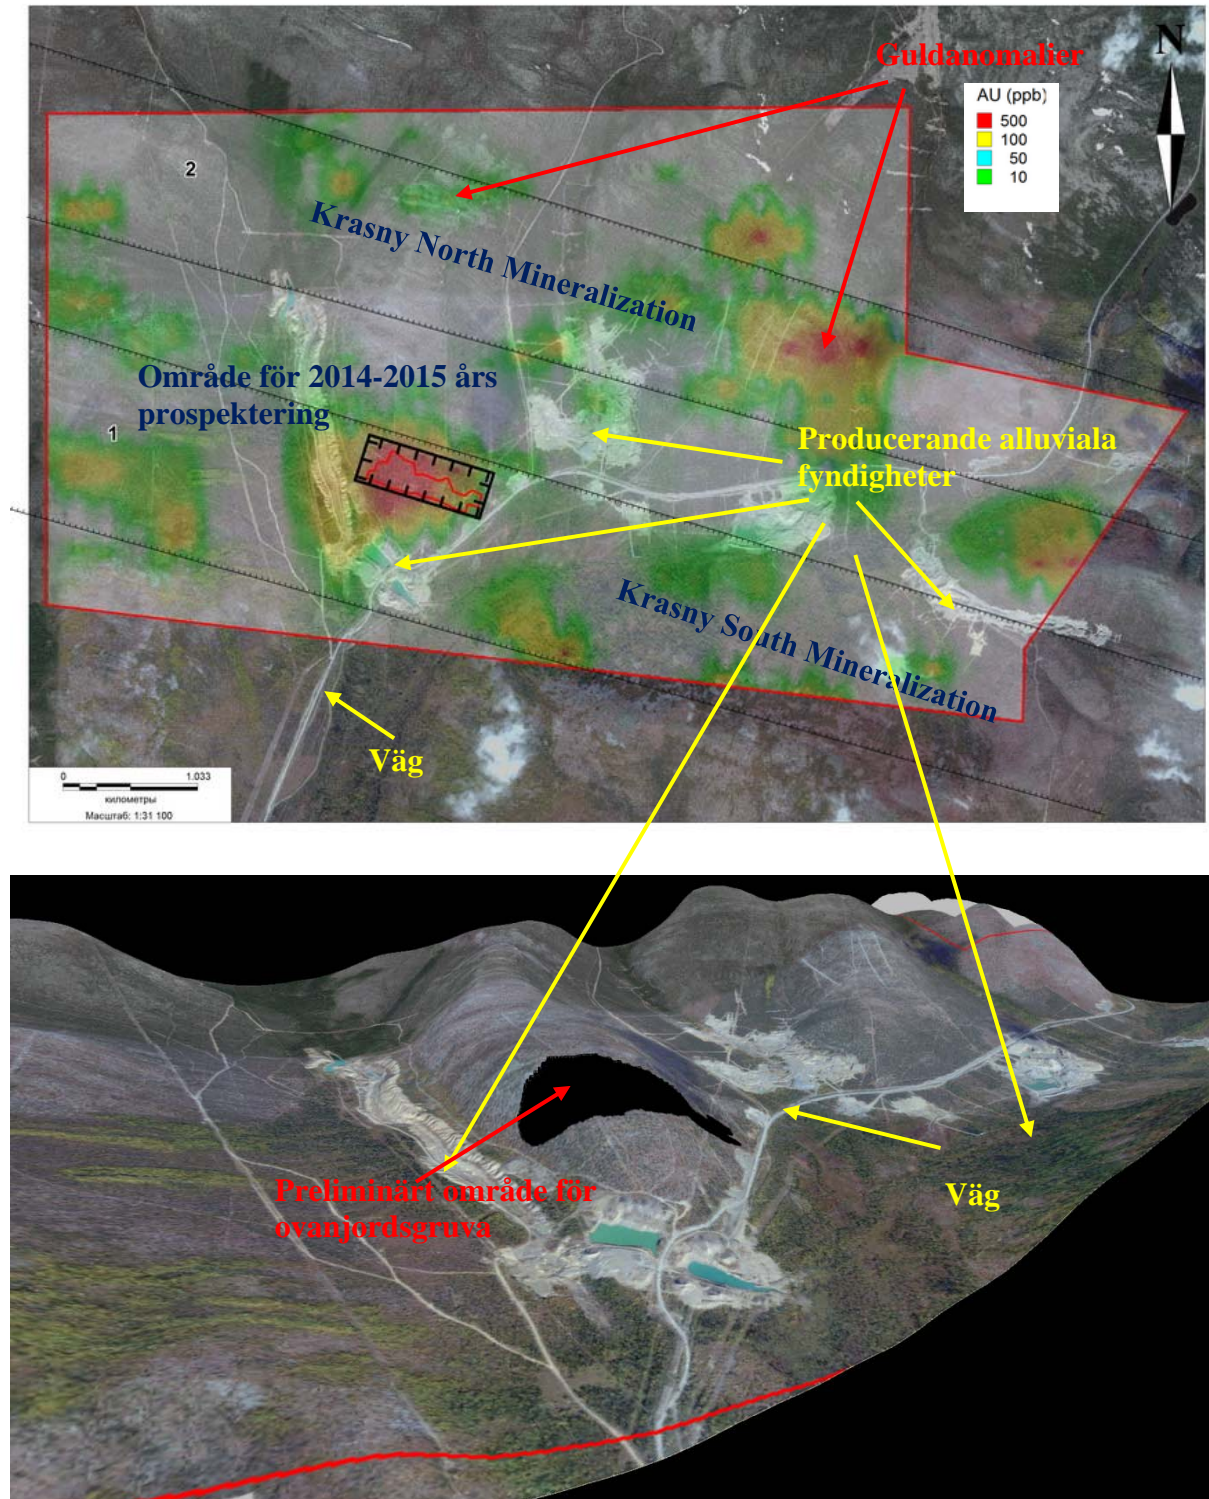 N
Guldanomalier
AU (ppb)
500
100
50
10
2
Krasny North Mineralization
Område för 2014-2015 års
prospektering
1
Producerande alluviala
fyndigheter
Krasny South Mineralization
Väg
0 1.033
километры
Масштаб: 1:31 100
Preliminärt område för
ovanjordsgruva
Väg